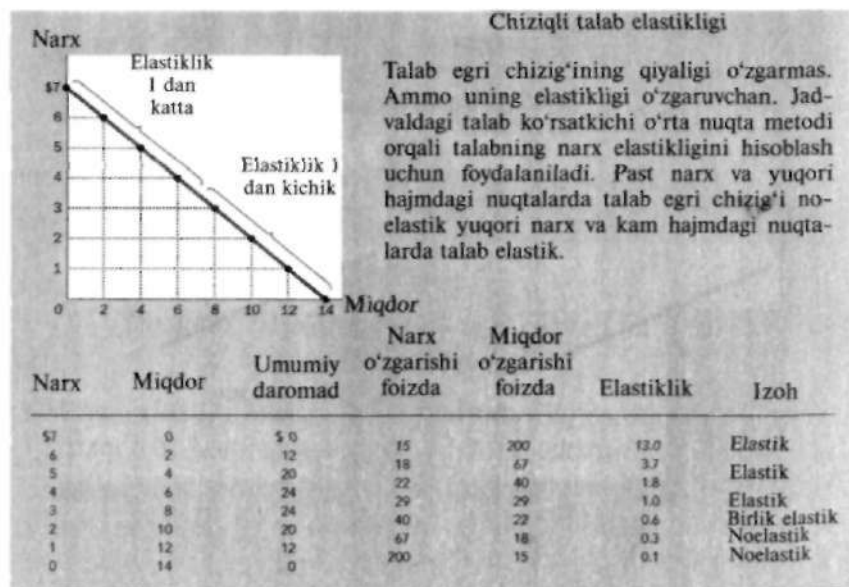 Chiziqli talab elastikligi
Narx
Elastiklik
1 dan
katta
Elastiklik 1
dan kichik
$7
6
5
4
3
2
1
0 2 4 6 8 10 12 14 Miqdor
Talab egri chizig‘ining qiyaligi o‘zgarmas.
Ammo uning elastikligi o‘zgaruvchan. Jad-
valdagi talab ko‘rsatkichi o‘rta nuqta metodi
orqali talabning narx elastikligini hisoblash
uchun foydalaniladi. Past narx va yuqori
hajmdagi nuqtalarda talab egri chizig‘i no-
elastik yuqori narx va kam hajmdagi nuqta-
larda talab elastik.
Narx Miqdor Umumiy daromad Narx o‘zgarishi foizda Miqdor o‘zgarishi foizda Elastiklik Izoh
$7 0 $ 0
15 200 13.0 Elastik
6 2 12
18 67 3.7 Elastik
5 4 20
22 40 1.8 Elastik
4 6 24
29 29 1.0 Birlik elastik
3 8 24
40 22 0.6 Noelastik
2 10 20
67 18 0.3 Noelastik
1 12 12
200 15 0.1
0 14 0